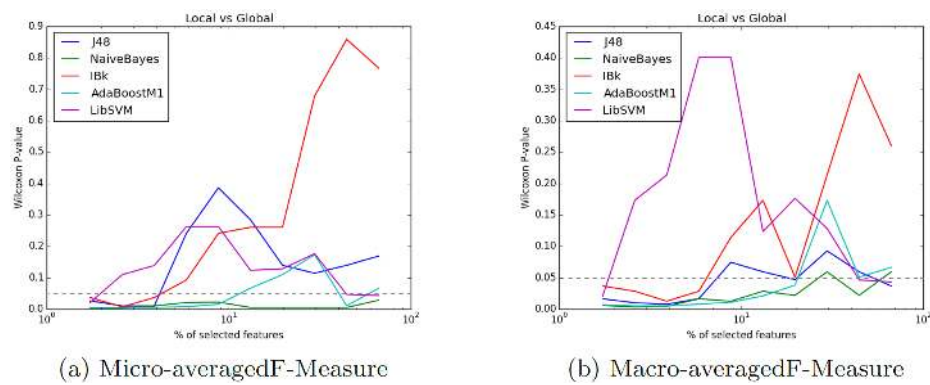 Local vs Global
0.9
0.8
0.7
0.6
0.5
0.4
0.3
0.2
0.1
0.0
Wilcoxon P-value
J48
NaiveBayes
IBk
AdaBoostM1
LibSVM
10^0
10^1
10^2
% of selected features
(a) Micro-averagedF-Measure
Local vs Global
0.45
0.40
0.35
0.30
0.25
0.20
0.15
0.10
0.05
0.00
Wilcoxon P-value
J48
NaiveBayes
IBk
AdaBoostM1
LibSVM
10^0
10^1
10^2
% of selected features
(b) Macro-averagedF-Measure